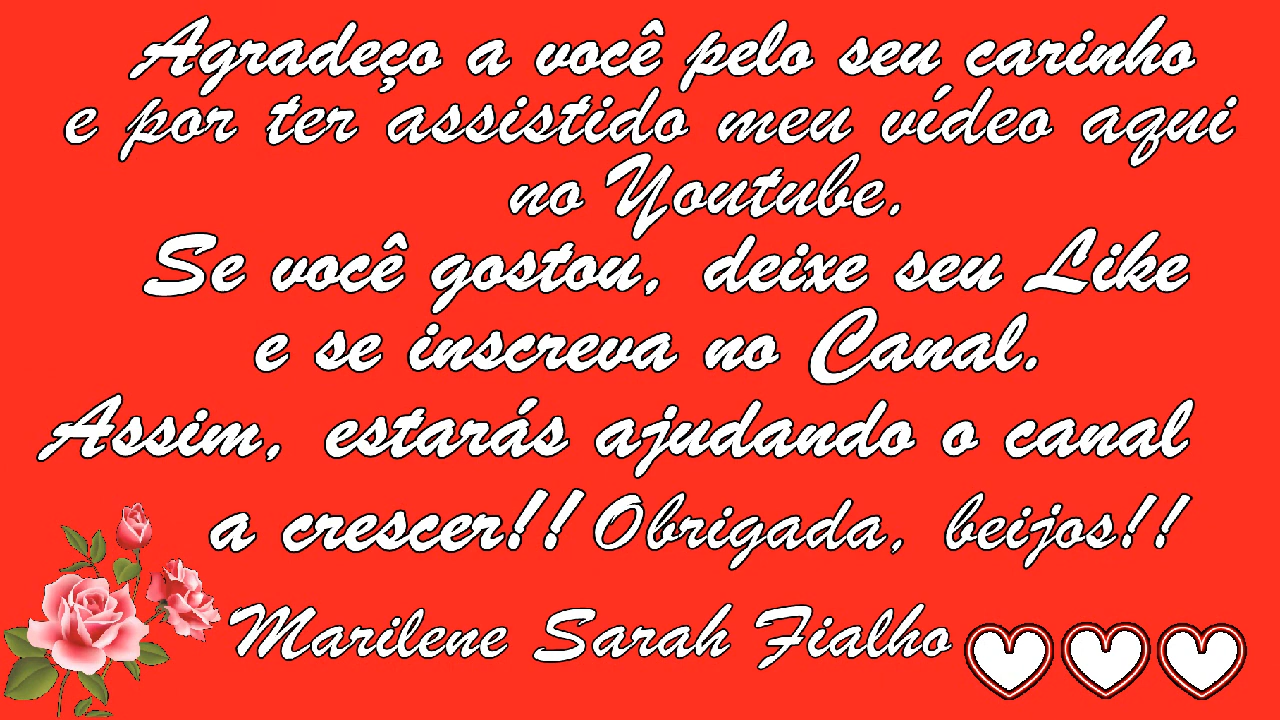 Agradeço a você pelo seu carinho
e por ter assistido meu vídeo aqui
no Youtube.
Se você gostou, deixe seu Like
e se inscreva no Canal.
Assim, estarás ajudando o canal
a crescer!! Obrigada, beijos!!
Marilene Sarah Fialho